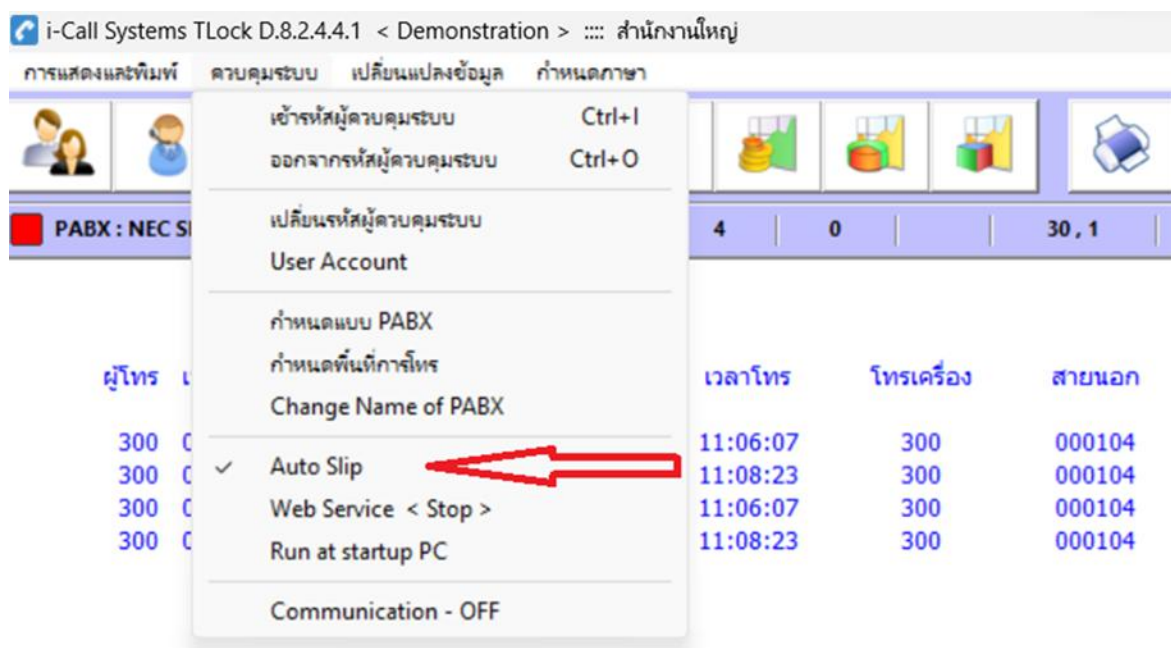 i-Call Systems TLock D.8.2.4.4.1 < Demonstration > :::: สำนักงานใหญ่
การแสดงและพิมพ์ ควบคุมระบบ เปลี่ยนแปลงข้อมูล กำหนดภาษา
เข้ารหัสผู้ควบคุมระบบ Ctrl+I
ออกจากรหัสผู้ควบคุมระบบ Ctrl+O
เปลี่ยนรหัสผู้ควบคุมระบบ
User Account
กำหนดแบบ PABX
กำหนดพื้นที่การโทร
Change Name of PABX
Auto Slip
Web Service < Stop >
Run at startup PC
Communication - OFF
PABX : NEC 4 0 30 , 1
ผู้โทร เวลาโทร โทรเครื่อง สายนอก
300 0 11:06:07 300 000104
300 0 11:08:23 300 000104
300 0 11:06:07 300 000104
300 0 11:08:23 300 000104